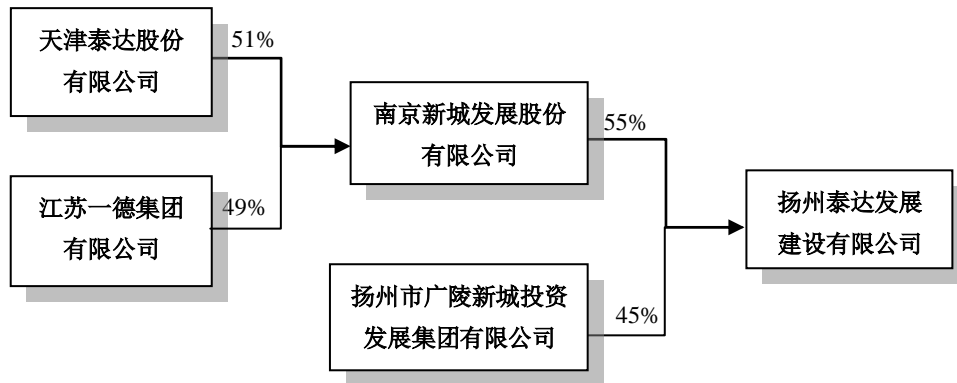 天津泰达股份
有限公司
51%
江苏一德集团
有限公司
49%
南京新城发展股份
有限公司
55%
扬州市广陵新城投资
发展集团有限公司
45%
扬州泰达发展
建设有限公司